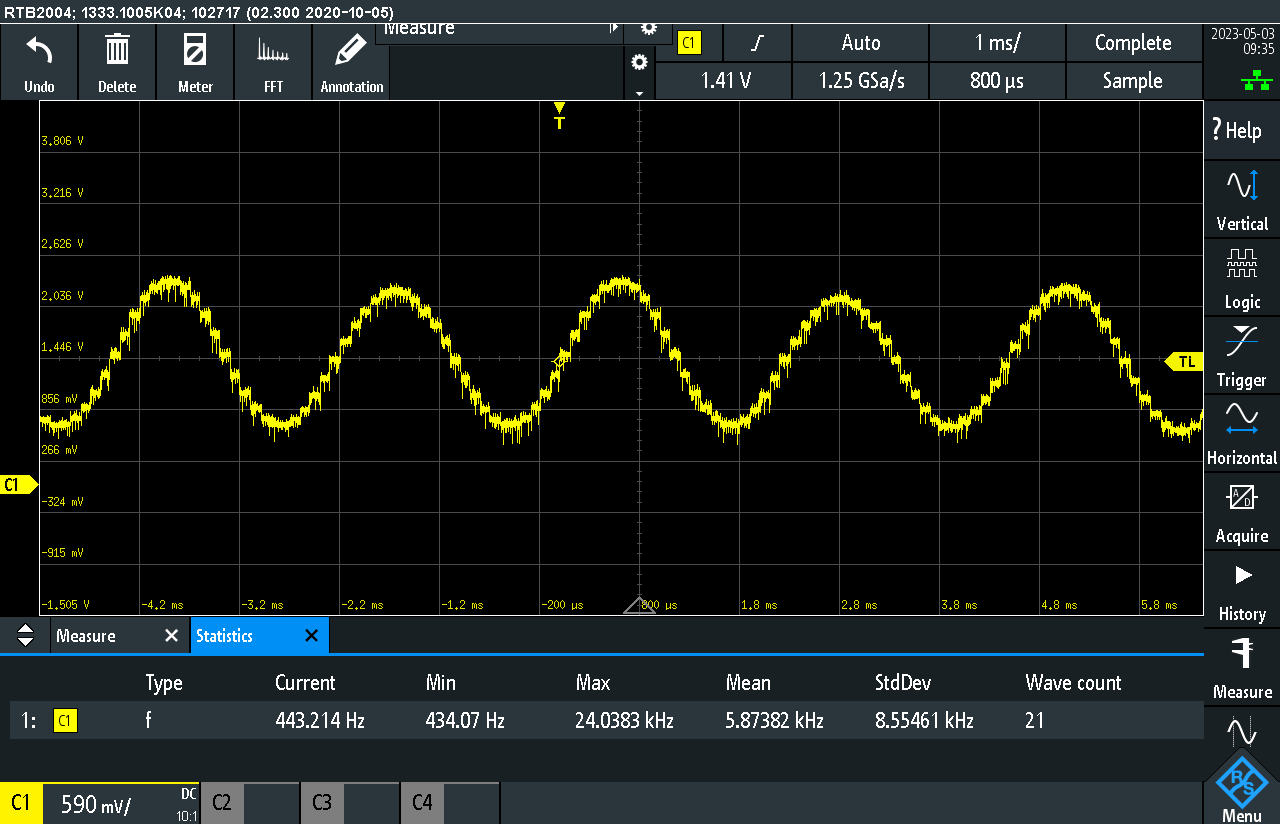 RTB2004; 1333.1005K04; 102717 (02.300 2020-10-05)
Undo
Delete
Meter
FFT
Annotation
Measure
C1
Auto
1 ms/
Complete
1.41 V
1.25 GSa/s
800 µs
Sample
2023-05-03
09:35
T
3.806 V
3.216 V
2.626 V
2.036 V
1.446 V
856 mV
266 mV
-324 mV
-915 mV
-1.505 V
-4.2 ms
-3.2 ms
-2.2 ms
-1.2 ms
-200 µs
800 µs
1.8 ms
2.8 ms
3.8 ms
4.8 ms
5.8 ms
C1
TL
? Help
Vertical
Logic
Trigger
Horizontal
A/D
Acquire
History
Measure
R&S
Menu
Measure
Statistics
Type Current Min Max Mean StdDev Wave count
1: C1 f 443.214 Hz 434.07 Hz 24.0383 kHz 5.87382 kHz 8.55461 kHz 21
C1 590 mV/ DC 10:1
C2
C3
C4